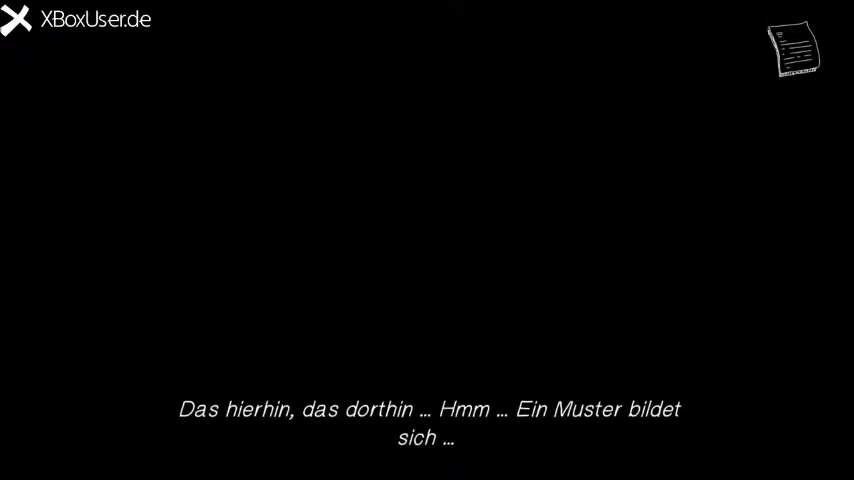 XBoxUser.de
Das hierhin, das dorthin ... Hmm ... Ein Muster bildet
sich ...